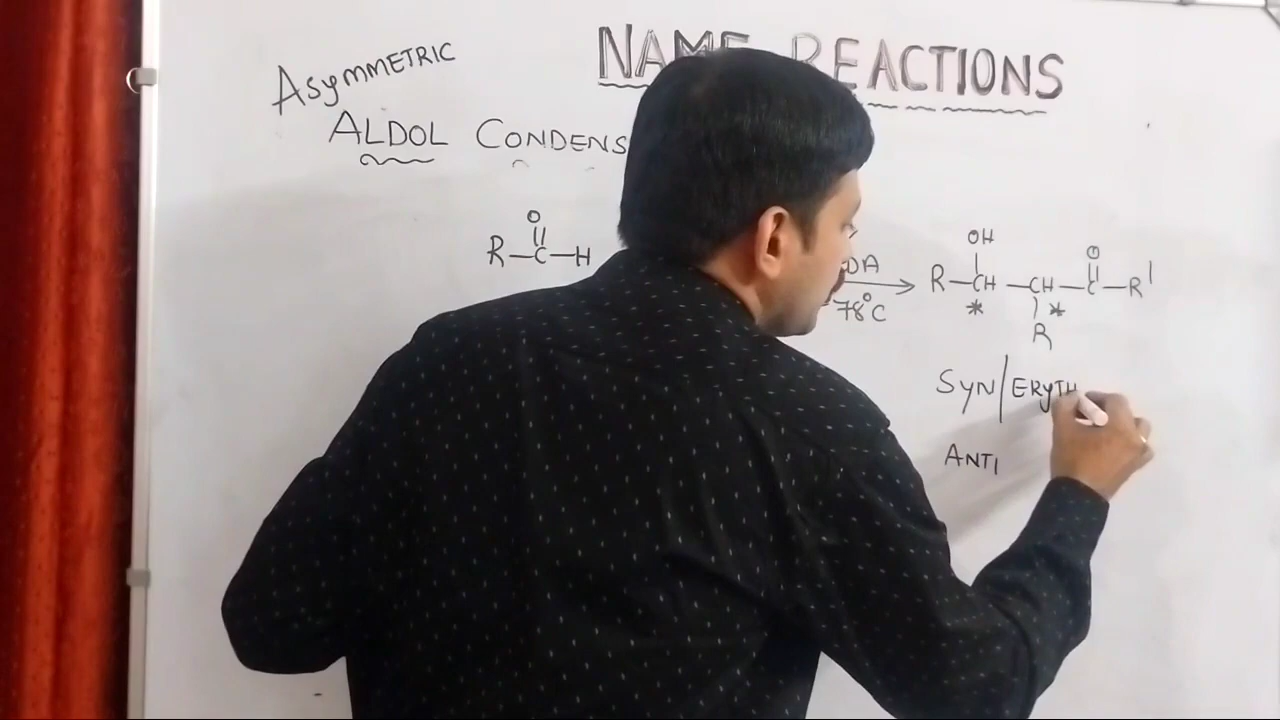 NAME REACTIONS
ASyMMETRIC
ALDOL CONDENS
O
R—C—H
DA
78°C
OH O
R—CH—CH—C—R'
* *
R
SyN/ERyTH
ANTI